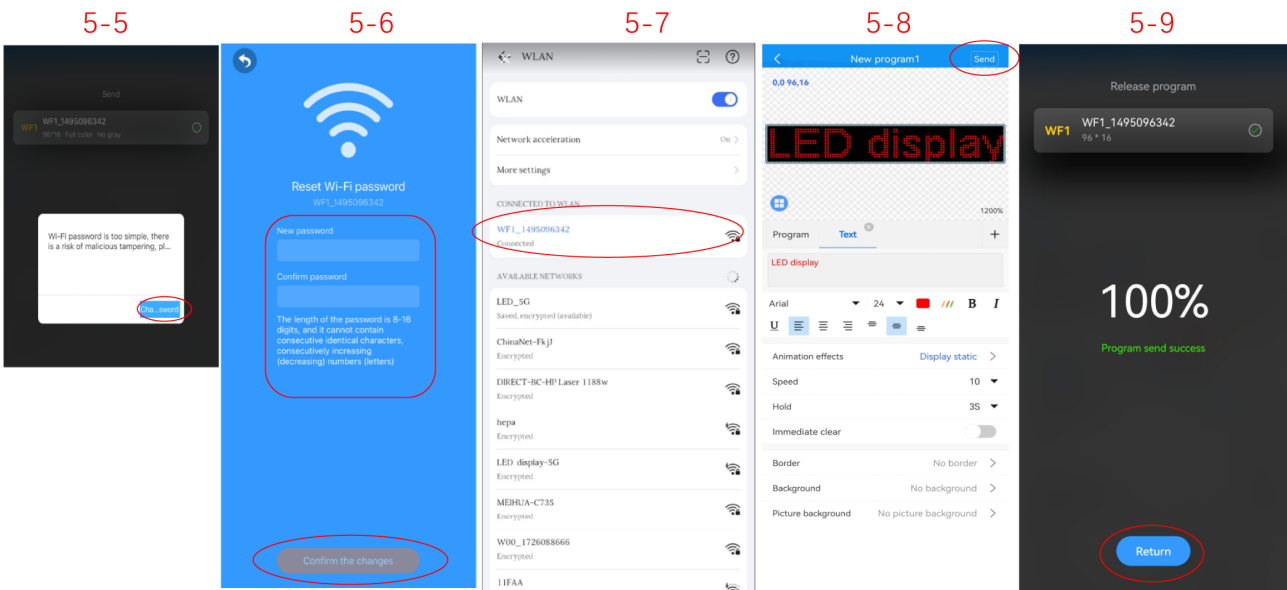 5-5
Send
WF1
WF1_1495096342
96*16 Full color No gray
Wi-Fi password is too simple, there
is a risk of malicious tampering, pl...
Cha...sword
5-6
Reset Wi-Fi password
WF1_1495096342
New password
Confirm password
The length of the password is 8-16
digits, and it cannot contain
consecutive identical characters,
consecutively increasing
(decreasing) numbers (letters)
Confirm the changes
5-7
WLAN
WLAN
Network acceleration On
More settings
CONNECTED TO WLAN
WF1_1495096342
Connected
AVAILABLE NETWORKS
LED_5G
Saved, encrypted (available)
ChinaNet-FkjJ
Encrypted
DIRECT-BC-HP Laser 1188w
Encrypted
hepa
Encrypted
LED display-5G
Encrypted
MEIHUA-C735
Encrypted
W00_1726088666
Encrypted
11FAA
5-8
New program1 Send
0,0 96,16
LED display
1200%
Program Text +
LED display
Arial 24 B I
U
Animation effects Display static
Speed 10
Hold 3S
Immediate clear
Border No border
Background No background
Picture background No picture background
5-9
Release program
WF1
WF1_1495096342
96 * 16
100%
Program send success
Return